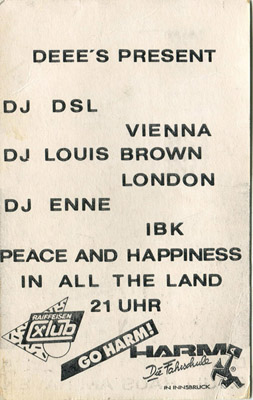 DEEE'S PRESENT
DJ DSL
VIENNA
DJ LOUIS BROWN
LONDON
DJ ENNE
IBK
PEACE AND HAPPINESS
IN ALL THE LAND
21 UHR
RAIFFEISEN
club
GO HARM!
HARM
Die Fahrschule
IN INNSBRUCK